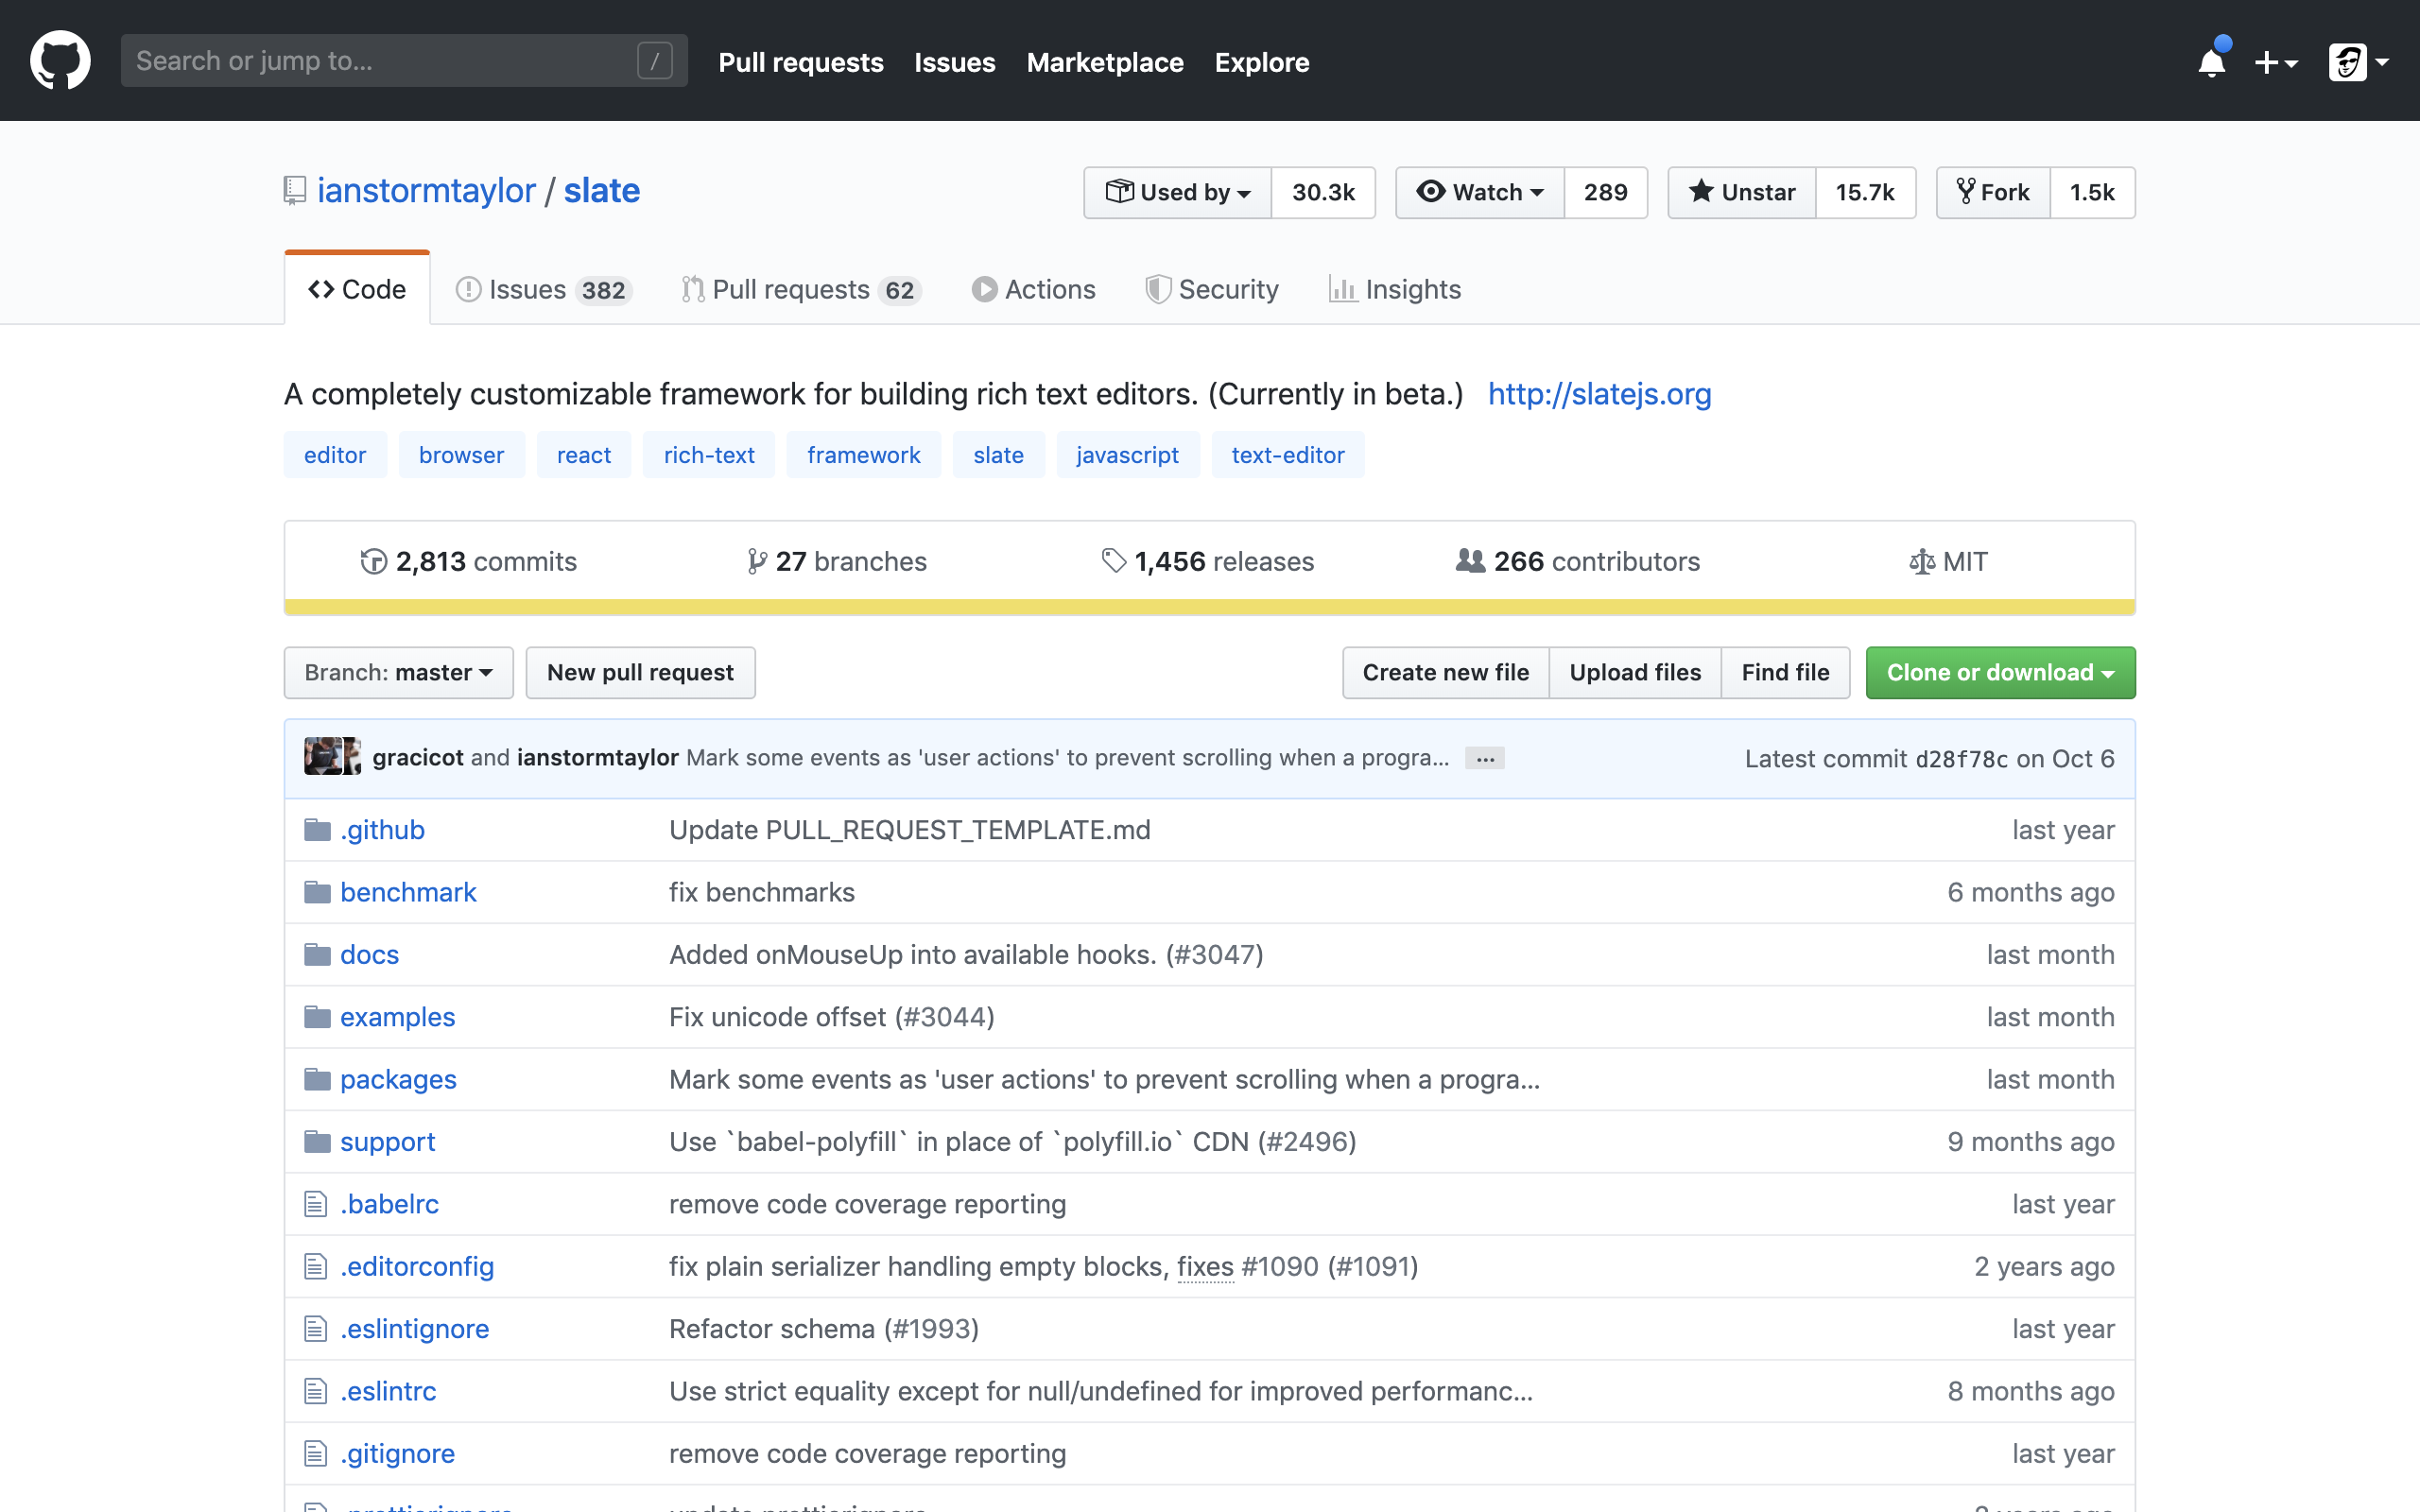 Search or jump to... /
Pull requests Issues Marketplace Explore
ianstormtaylor / slate
Used by 30.3k Watch 289 Unstar 15.7k Fork 1.5k
Code Issues 382 Pull requests 62 Actions Security Insights
A completely customizable framework for building rich text editors. (Currently in beta.) http://slatejs.org
editor browser react rich-text framework slate javascript text-editor
2,813 commits 27 branches 1,456 releases 266 contributors MIT
Branch: master New pull request Create new file Upload files Find file Clone or download
gracicot and ianstormtaylor Mark some events as 'user actions' to prevent scrolling when a progra... ... Latest commit d28f78c on Oct 6
.github Update PULL_REQUEST_TEMPLATE.md last year
benchmark fix benchmarks 6 months ago
docs Added onMouseUp into available hooks. (#3047) last month
examples Fix unicode offset (#3044) last month
packages Mark some events as 'user actions' to prevent scrolling when a progra... last month
support Use `babel-polyfill` in place of `polyfill.io` CDN (#2496) 9 months ago
.babelrc remove code coverage reporting last year
.editorconfig fix plain serializer handling empty blocks, fixes #1090 (#1091) 2 years ago
.eslintignore Refactor schema (#1993) last year
.eslintrc Use strict equality except for null/undefined for improved performanc... 8 months ago
.gitignore remove code coverage reporting last year
.prettierignore update prettierignore 2 years ago